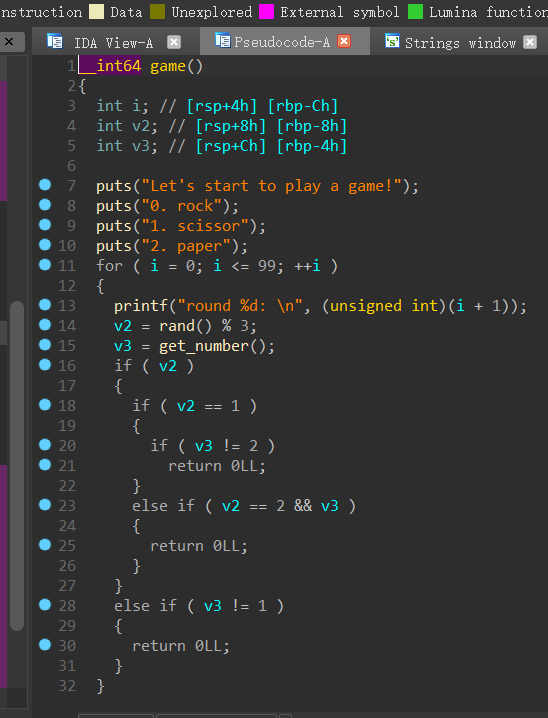 nstruction Data Unexplored External symbol Lumina function
IDA View-A Pseudocode-A Strings window
1 __int64 game()
2 {
3 int i; // [rsp+4h] [rbp-Ch]
4 int v2; // [rsp+8h] [rbp-8h]
5 int v3; // [rsp+Ch] [rbp-4h]
6
7 puts("Let's start to play a game!");
8 puts("0. rock");
9 puts("1. scissor");
10 puts("2. paper");
11 for ( i = 0; i <= 99; ++i )
12 {
13 printf("round %d: \n", (unsigned int)(i + 1));
14 v2 = rand() % 3;
15 v3 = get_number();
16 if ( v2 )
17 {
18 if ( v2 == 1 )
19 {
20 if ( v3 != 2 )
21 return 0LL;
22 }
23 else if ( v2 == 2 && v3 )
24 {
25 return 0LL;
26 }
27 }
28 else if ( v3 != 1 )
29 {
30 return 0LL;
31 }
32 }